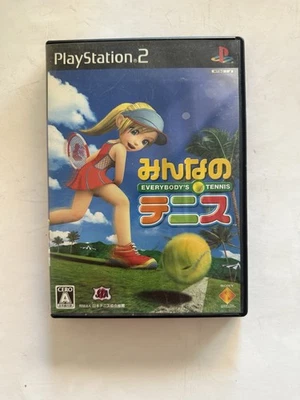 PlayStation®2
みんなの
EVERYBODY'S TENNIS
テニス
CERO
A